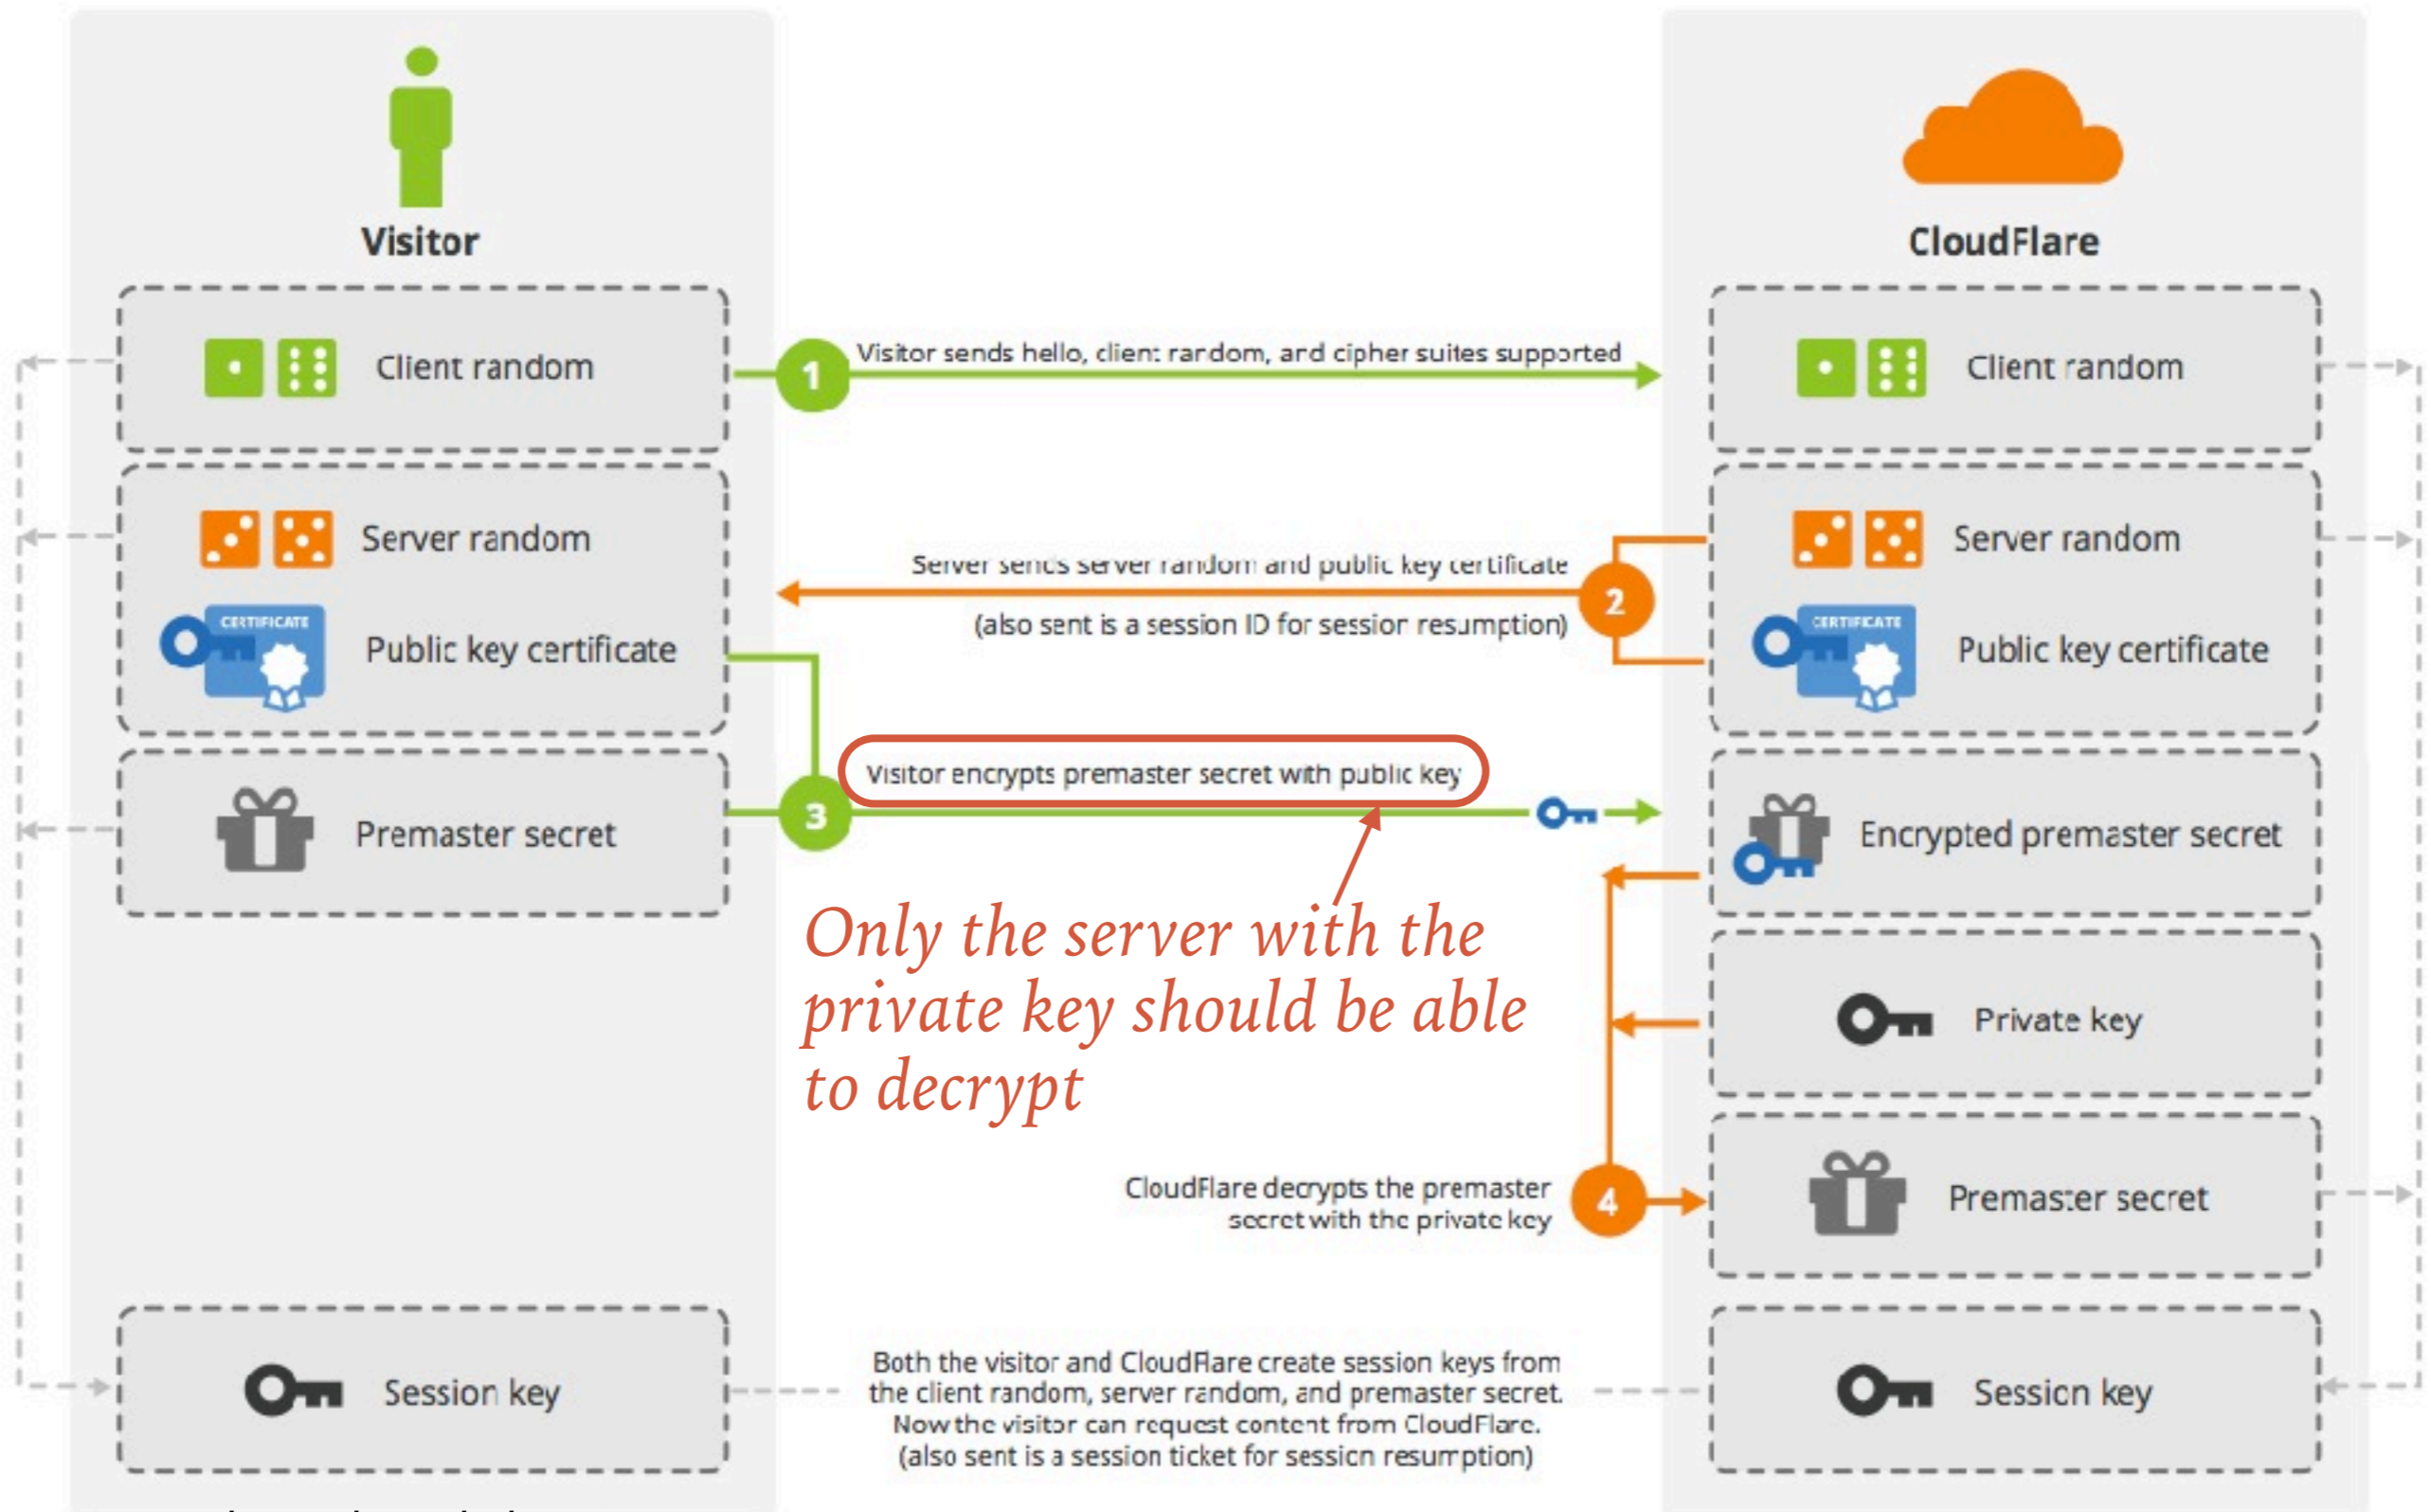 Visitor
CloudFlare
Client random
1
Visitor sends hello, client random, and cipher suites supported
Client random
Server random
Server sends server random and public key certificate
2
(also sent is a session ID for session resumption)
Server random
CERTIFICATE
Public key certificate
CERTIFICATE
Public key certificate
Visitor encrypts premaster secret with public key
3
Premaster secret
Encrypted premaster secret
Only the server with the
private key should be able
to decrypt
Private key
CloudFlare decrypts the premaster
secret with the private key
4
Premaster secret
Session key
Both the visitor and CloudFlare create session keys from
the client random, server random, and premaster secret.
Now the visitor can request content from CloudFlare.
(also sent is a session ticket for session resumption)
Session key